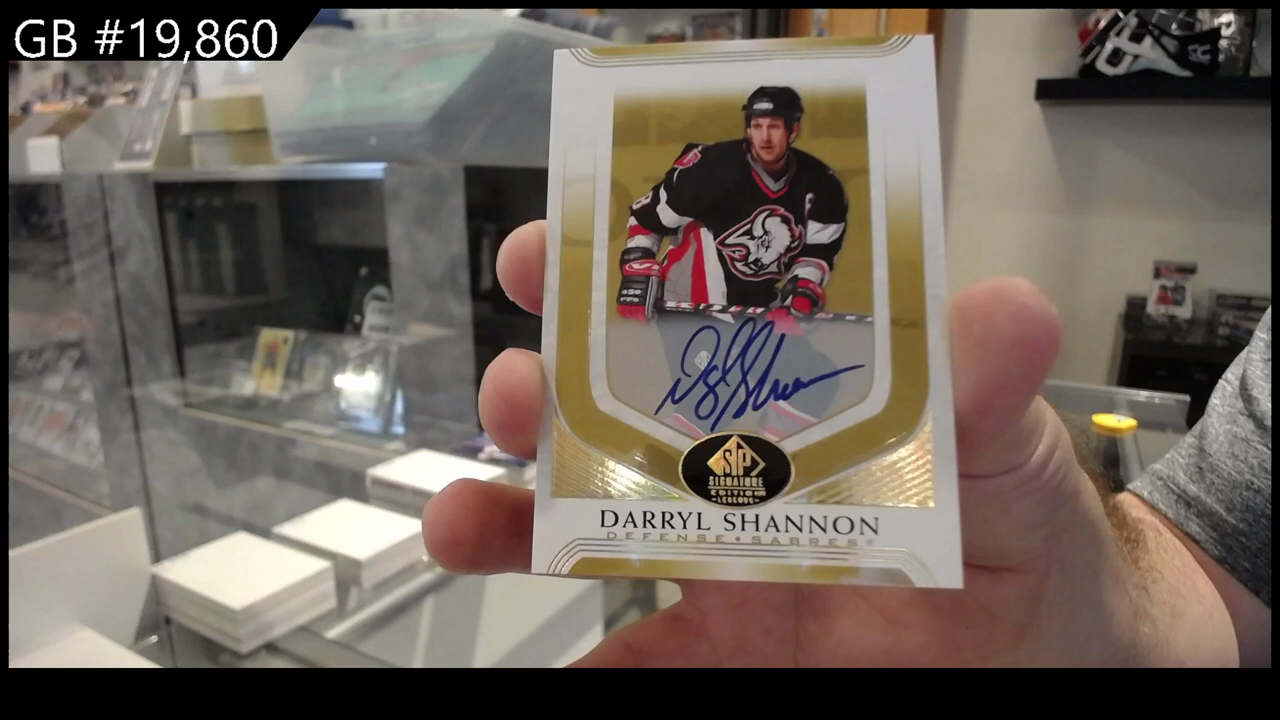 GB #19,860
SP
SIGNATURE
EDITION
LEGENDS
DARRYL SHANNON
DEFENSE • SABRES